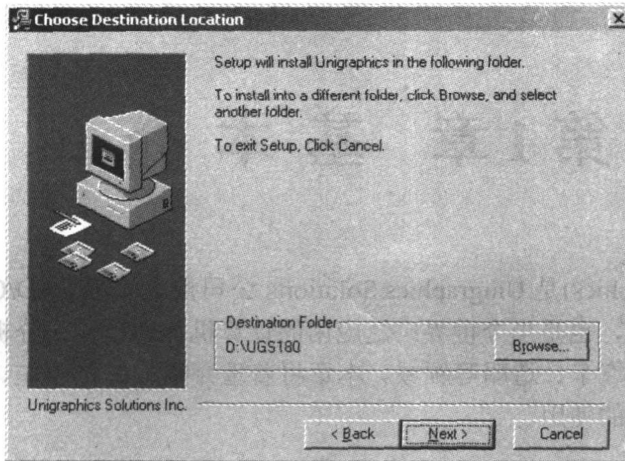 Choose Destination Location
Setup will install Unigraphics in the following folder.
To install into a different folder, click Browse, and select
another folder.
To exit Setup, Click Cancel.
Destination Folder
D:\UGS180
Browse...
Unigraphics Solutions Inc.
< Back
Next >
Cancel